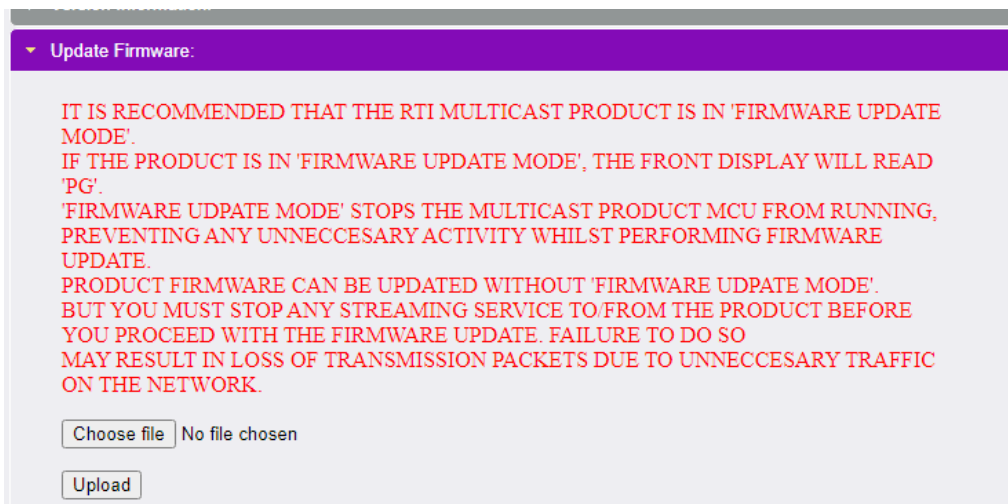 Update Firmware:
IT IS RECOMMENDED THAT THE RTI MULTICAST PRODUCT IS IN 'FIRMWARE UPDATE
MODE'.
IF THE PRODUCT IS IN 'FIRMWARE UPDATE MODE', THE FRONT DISPLAY WILL READ
'PG'.
'FIRMWARE UDPATE MODE' STOPS THE MULTICAST PRODUCT MCU FROM RUNNING,
PREVENTING ANY UNNECCESARY ACTIVITY WHILST PERFORMING FIRMWARE
UPDATE.
PRODUCT FIRMWARE CAN BE UPDATED WITHOUT 'FIRMWARE UDPATE MODE'.
BUT YOU MUST STOP ANY STREAMING SERVICE TO/FROM THE PRODUCT BEFORE
YOU PROCEED WITH THE FIRMWARE UPDATE. FAILURE TO DO SO
MAY RESULT IN LOSS OF TRANSMISSION PACKETS DUE TO UNNECCESARY TRAFFIC
ON THE NETWORK.
Choose file No file chosen
Upload